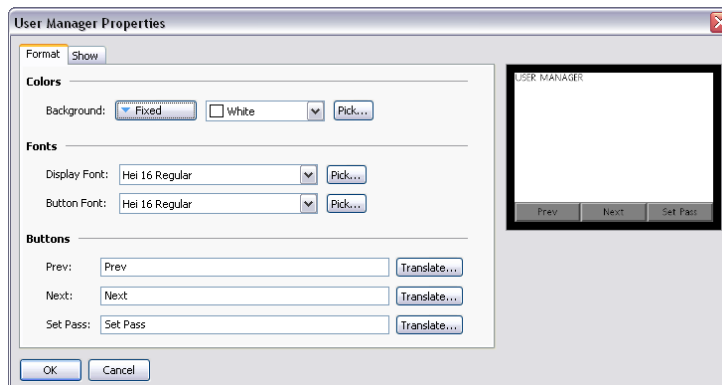 User Manager Properties
Format Show
Colors
Background: Fixed White Pick...
Fonts
Display Font: Hei 16 Regular Pick...
Button Font: Hei 16 Regular Pick...
Buttons
Prev: Prev Translate...
Next: Next Translate...
Set Pass: Set Pass Translate...
OK Cancel
USER MANAGER
Prev Next Set Pass